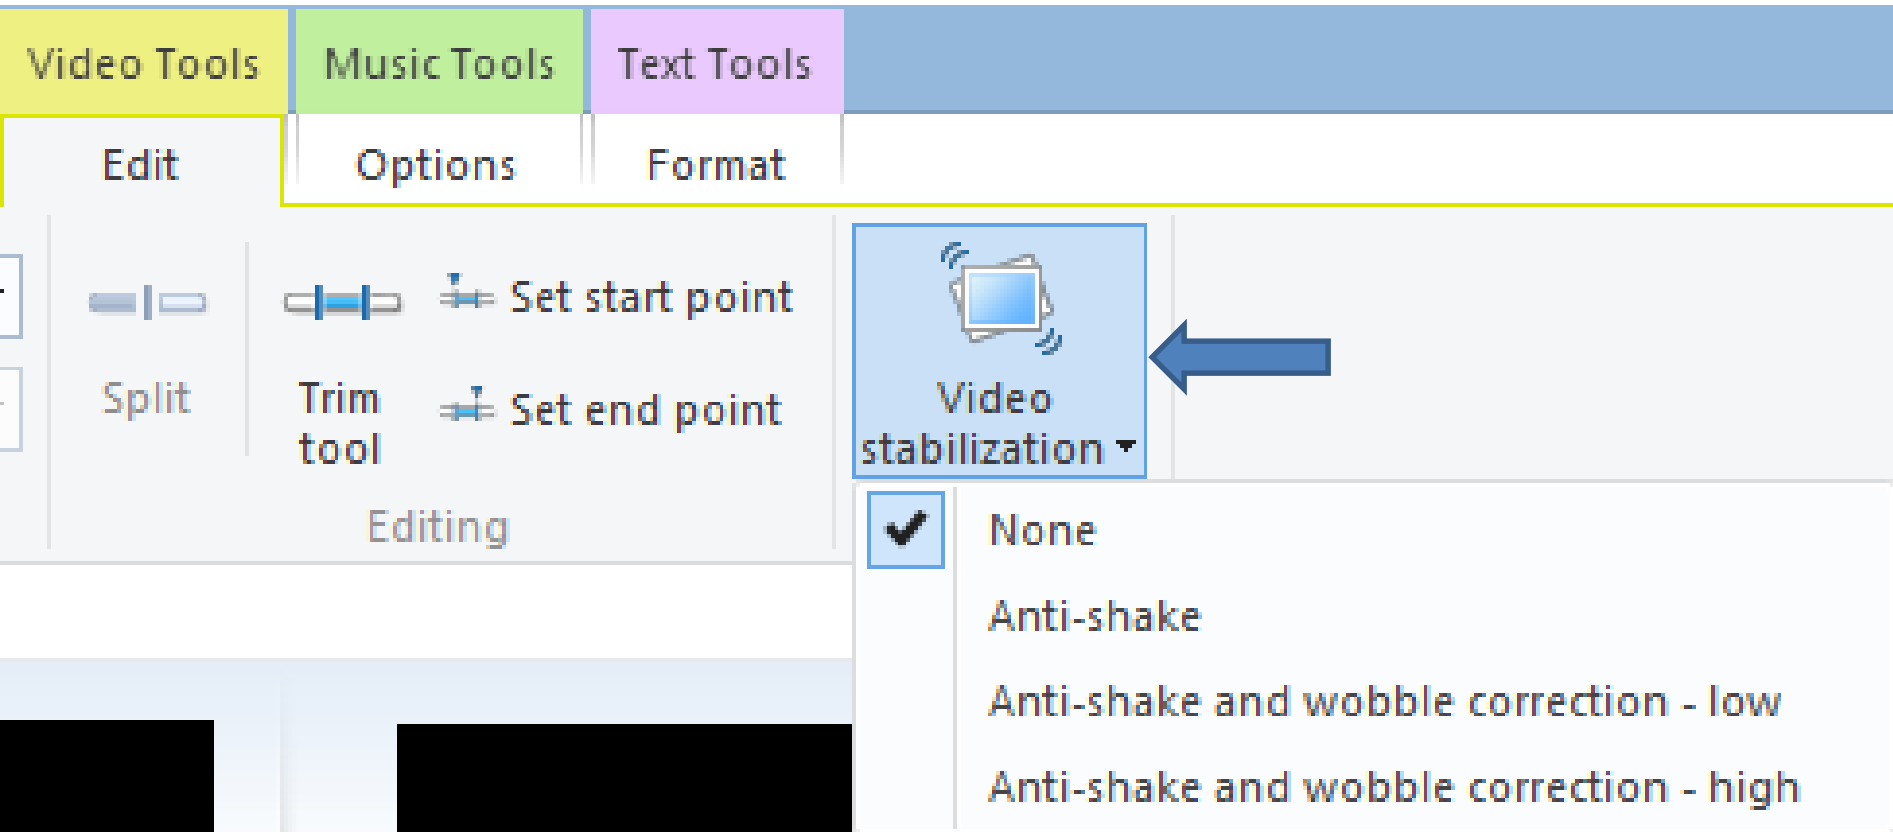 Video Tools Music Tools Text Tools
Edit Options Format
Split
Trim
tool
Set start point
Set end point
Editing
Video
stabilization
None
Anti-shake
Anti-shake and wobble correction - low
Anti-shake and wobble correction - high